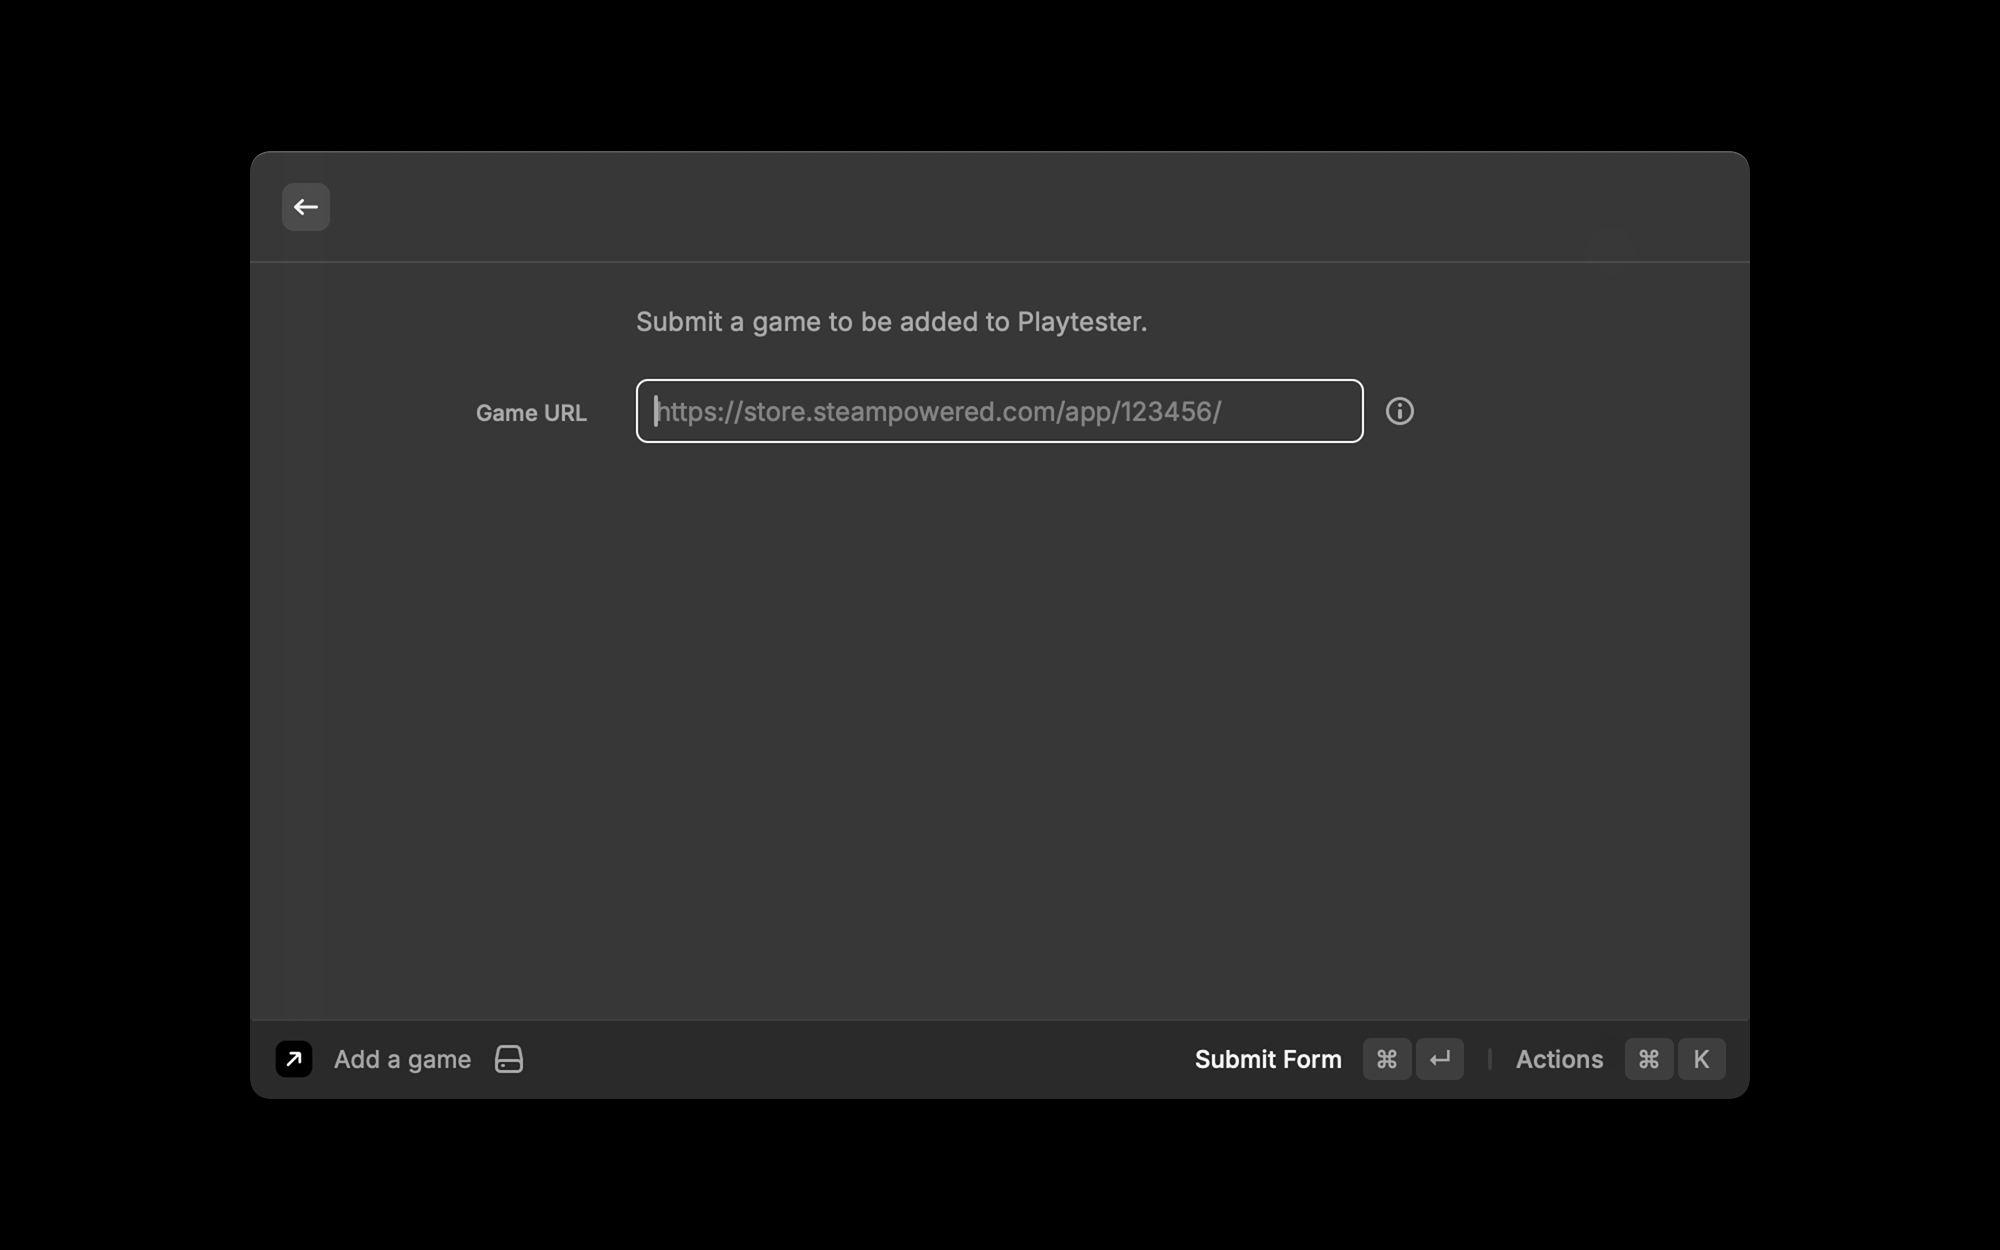 Submit a game to be added to Playtester.
Game URL
https://store.steampowered.com/app/123456/
Add a game
Submit Form ⌘ ↵ | Actions ⌘ K